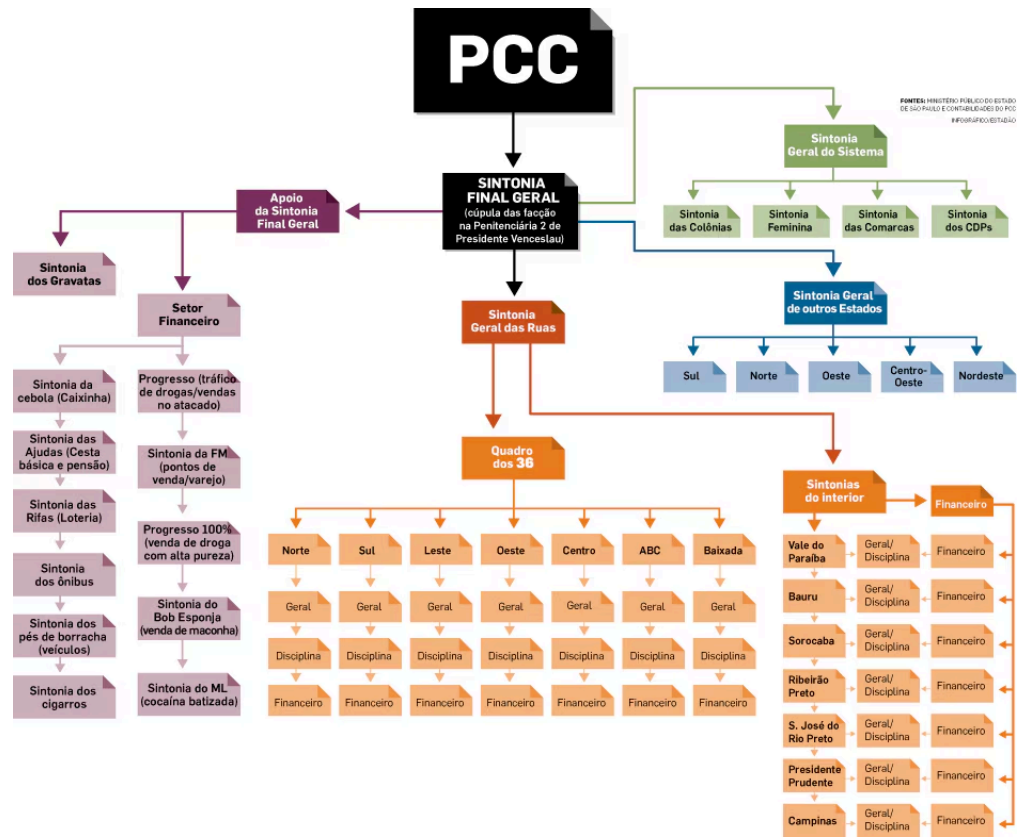 PCC
FONTES: MINISTÉRIO PÚBLICO DO ESTADO
DE SÃO PAULO E CONTABILIDADES DO PCC
INFOGRÁFICO/ESTADÃO
Sintonia
Geral do Sistema
SINTONIA
FINAL GERAL
(cúpula das facção
na Penitenciária 2 de
Presidente Venceslau)
Apoio
da Sintonia
Final Geral
Sintonia
das Colônias
Sintonia
Feminina
Sintonia
das Comarcas
Sintonia
dos CDPs
Sintonia
dos Gravatas
Setor
Financeiro
Sintonia
Geral das Ruas
Sintonia Geral
de outros Estados
Sul
Norte
Oeste
Centro-
Oeste
Nordeste
Sintonia da
cebola (Caixinha)
Sintonia das
Ajudas (Cesta
básica e pensão)
Sintonia das
Rifas (Loteria)
Sintonia
dos ônibus
Sintonia dos
pés de borracha
(veículos)
Sintonia dos
cigarros
Progresso (tráfico
de drogas/vendas
no atacado)
Sintonia da FM
(pontos de
venda/varejo)
Progresso 100%
(venda de droga
com alta pureza)
Sintonia do
Bob Esponja
(venda de maconha)
Sintonia do ML
(cocaína batizada)
Quadro
dos 36
Norte
Sul
Leste
Oeste
Centro
ABC
Baixada
Geral
Geral
Geral
Geral
Geral
Geral
Geral
Disciplina
Disciplina
Disciplina
Disciplina
Disciplina
Disciplina
Disciplina
Financeiro
Financeiro
Financeiro
Financeiro
Financeiro
Financeiro
Financeiro
Sintonias
do interior
Financeiro
Vale do
Paraíba
Geral/
Disciplina
Financeiro
Bauru
Geral/
Disciplina
Financeiro
Sorocaba
Geral/
Disciplina
Financeiro
Ribeirão
Preto
Geral/
Disciplina
Financeiro
S. José do
Rio Preto
Geral/
Disciplina
Financeiro
Presidente
Prudente
Geral/
Disciplina
Financeiro
Campinas
Geral/
Disciplina
Financeiro